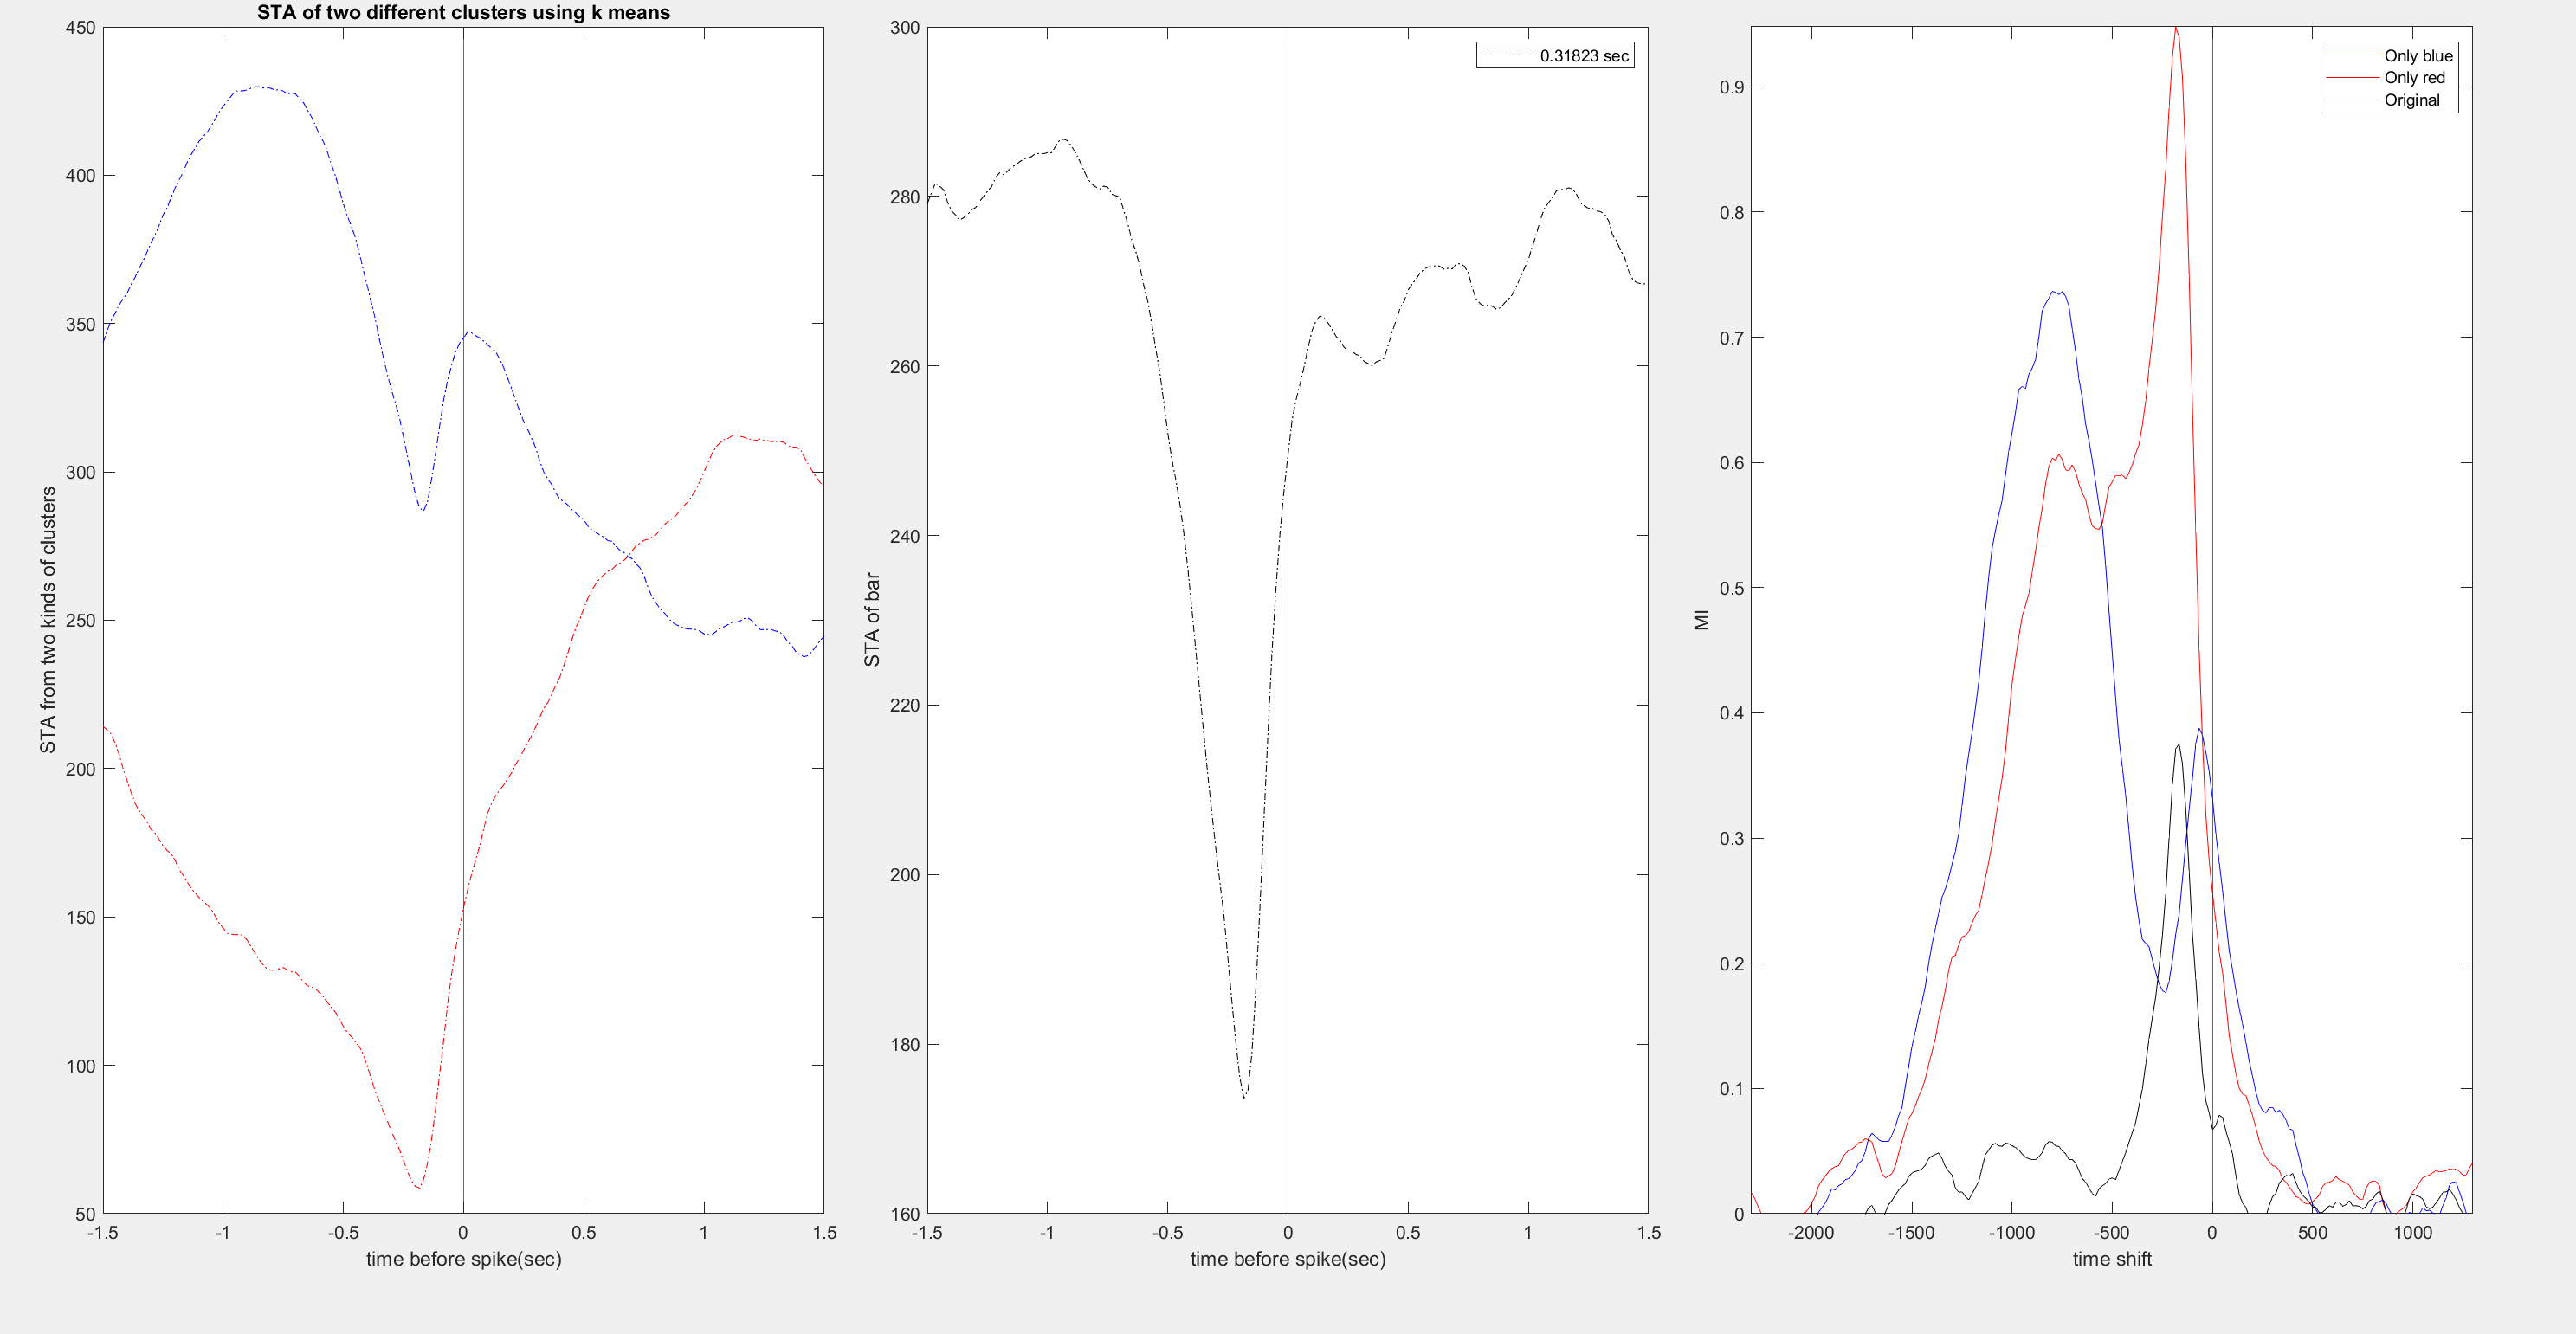 STA of two different clusters using k means
STA from two kinds of clusters
450
400
350
300
250
200
150
100
50
-1.5 -1 -0.5 0 0.5 1 1.5
time before spike(sec)
STA of bar
300
280
260
240
220
200
180
160
0.31823 sec
-1.5 -1 -0.5 0 0.5 1 1.5
time before spike(sec)
MI
0.9
0.8
0.7
0.6
0.5
0.4
0.3
0.2
0.1
0
Only blue
Only red
Original
-2000 -1500 -1000 -500 0 500 1000
time shift